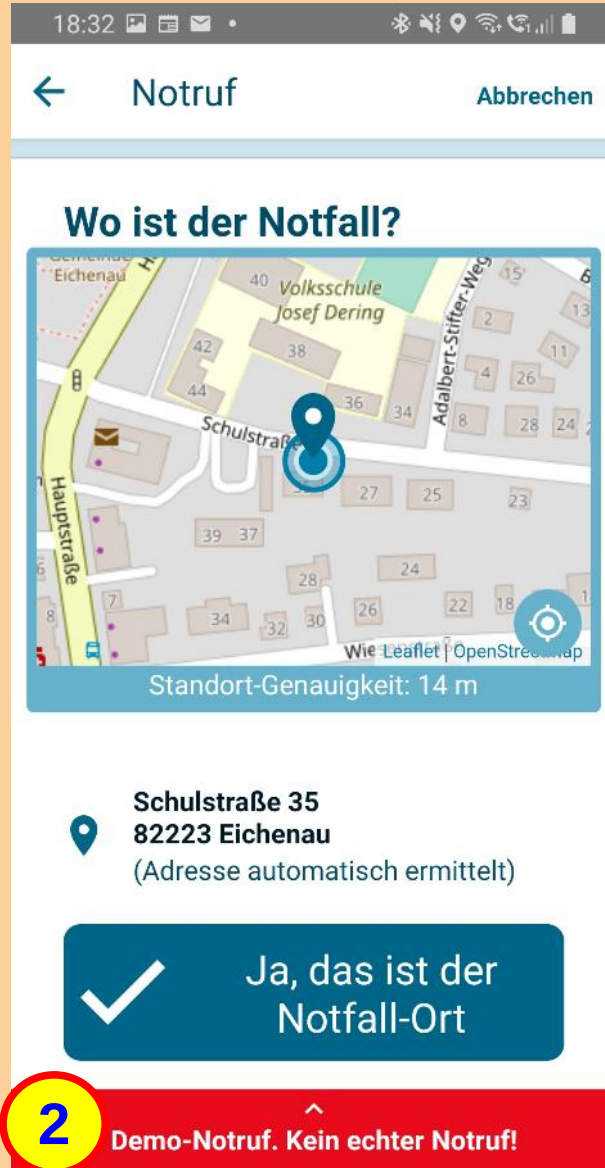 18:32
Notruf
Abbrechen
Wo ist der Notfall?
Eichenau
Volksschule
Josef Dering
40
42
38
44
36
34
Schulstraße
Adalbert-Stifter-Weg
15
13
2
11
4
26
8
28
24
27
25
23
39
37
Hauptstraße
28
24
7
8
34
32
30
26
22
18
Leaflet | OpenStreetMap
Standort-Genauigkeit: 14 m
Schulstraße 35
82223 Eichenau
(Adresse automatisch ermittelt)
Ja, das ist der
Notfall-Ort
2
Demo-Notruf. Kein echter Notruf!